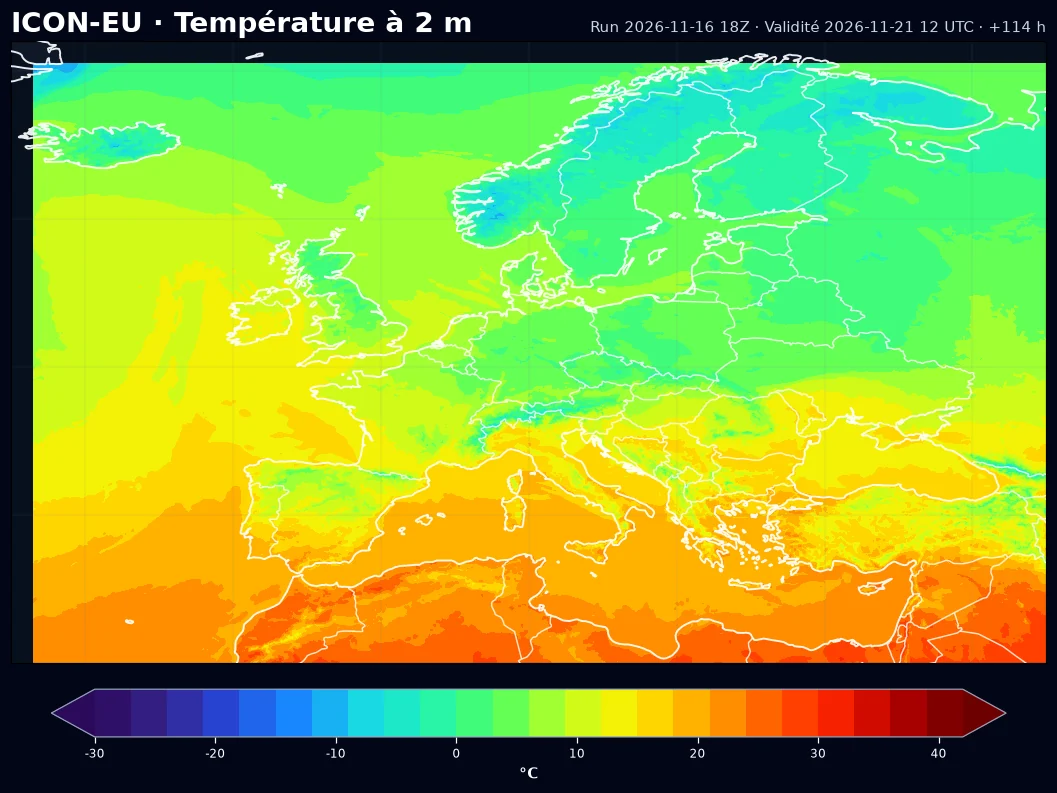 ICON-EU · Température à 2 m
Run 2026-11-16 18Z · Validité 2026-11-21 12 UTC · +114 h
-30 -20 -10 0 10 20 30 40
°C